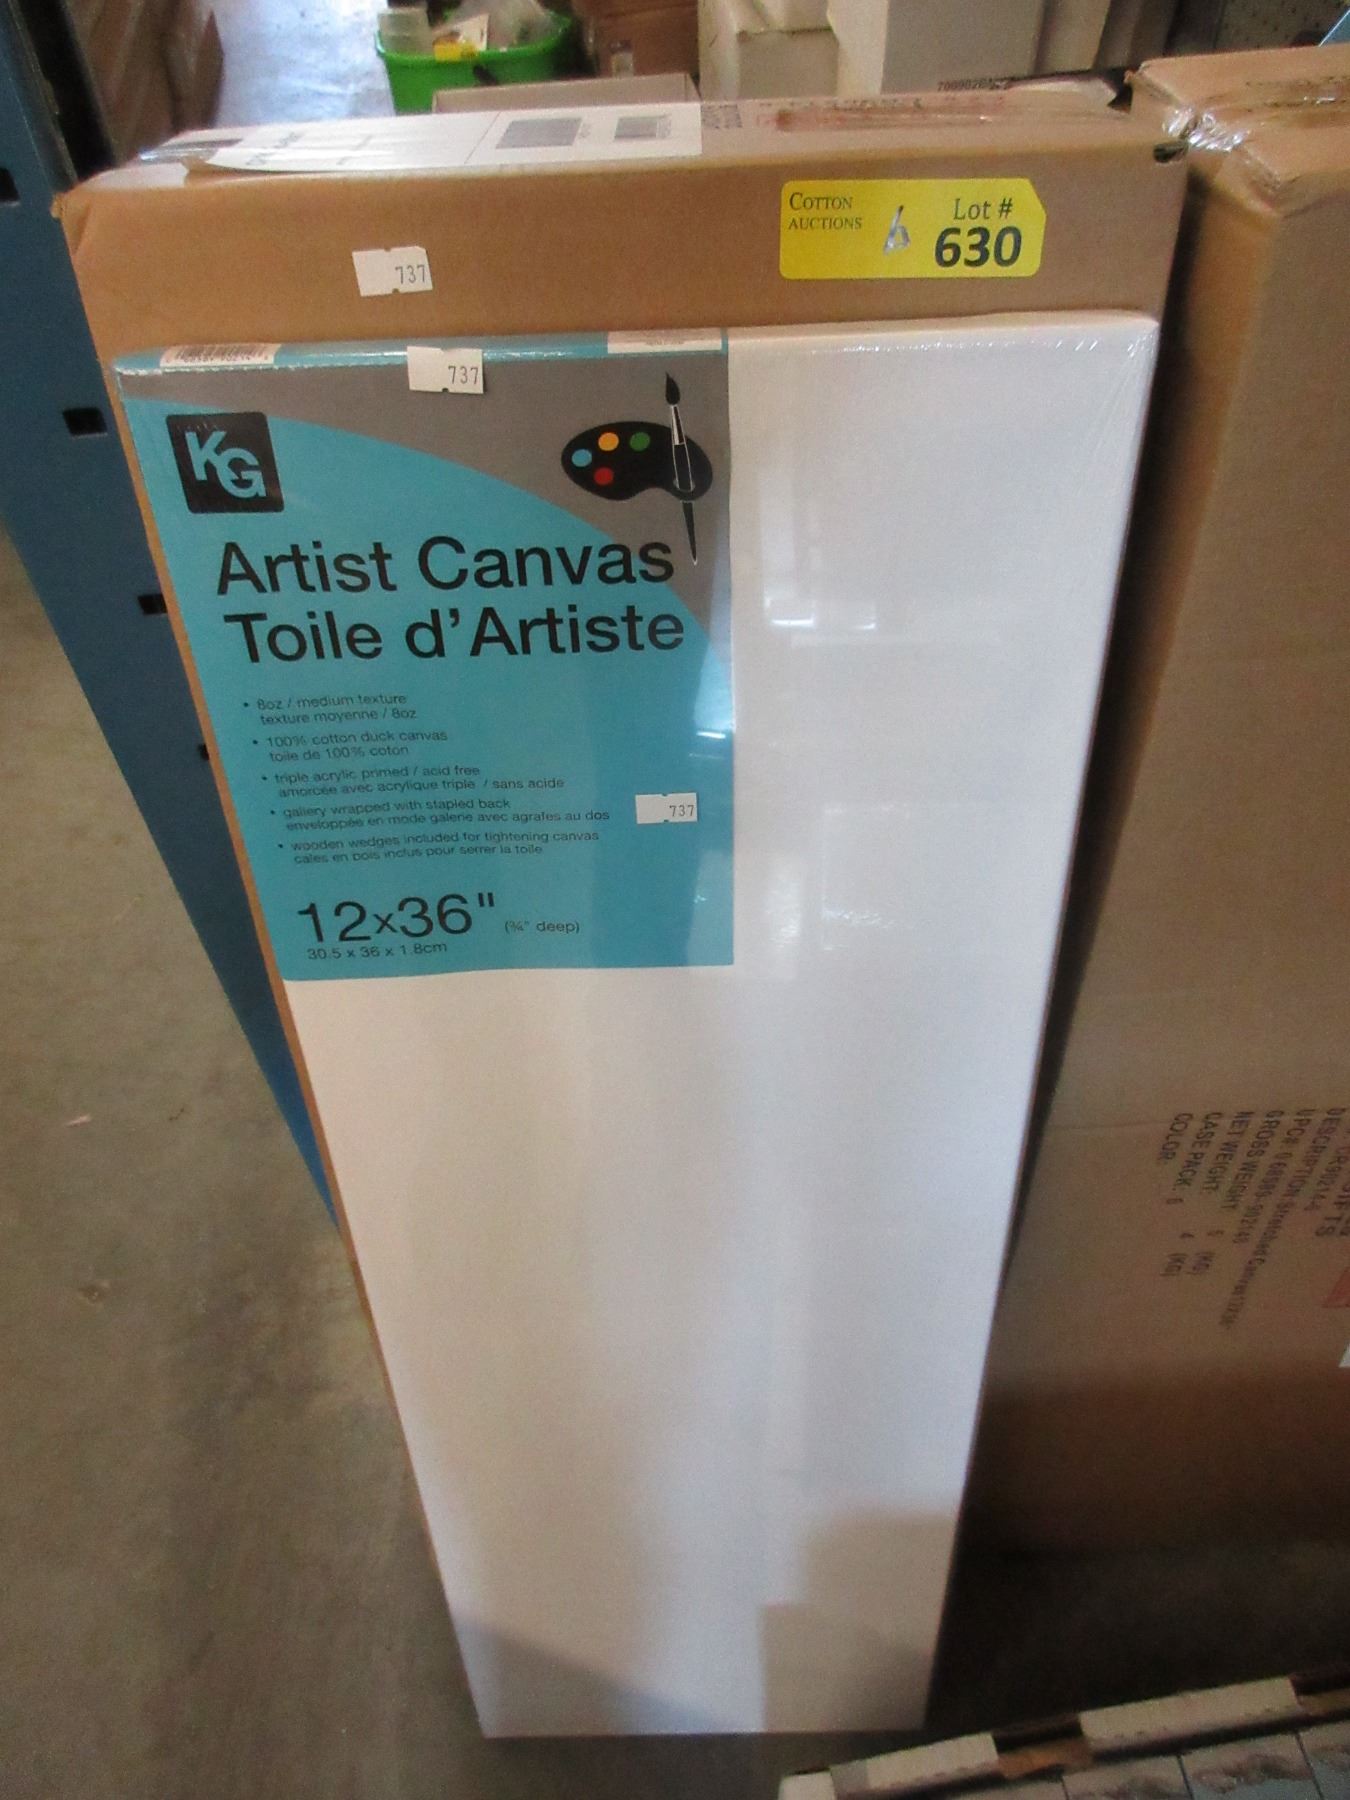 COTTON
AUCTIONS
6
Lot #
630
737
737
KG
Artist Canvas
Toile d'Artiste
• 8oz / medium texture
texture moyenne / 8oz
• 100% cotton duck canvas
toile de 100% coton
• triple acrylic primed / acid free
amorcée avec acrylique triple / sans acide
• gallery wrapped with stapled back
enveloppée en mode galerie avec agrafes au dos
• wooden wedges included for tightening canvas
cales en bois inclus pour serrer la toile
737
12x36" (¾" deep)
30.5 x 36 x 1.8cm
GROSS WEIGHT
NET WEIGHT
CASE PACK: 6
COLOR: